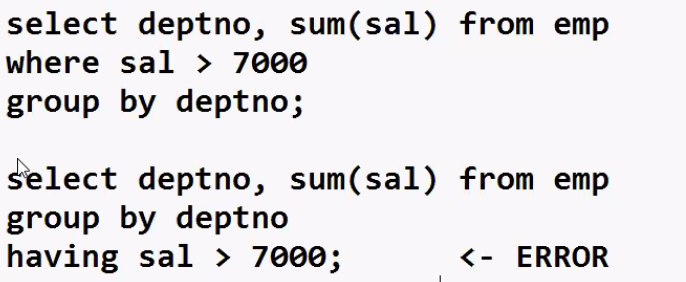 select deptno, sum(sal) from emp
where sal > 7000
group by deptno;
select deptno, sum(sal) from emp
group by deptno
having sal > 7000; <- ERROR